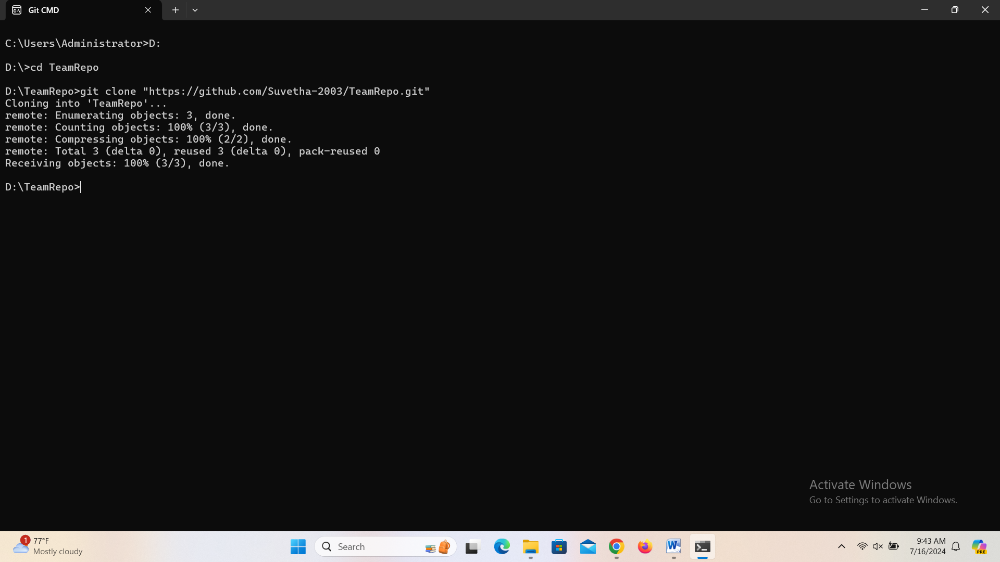 Git CMD
C:\Users\Administrator>D:
D:\>cd TeamRepo
D:\TeamRepo>git clone "https://github.com/Suvetha-2003/TeamRepo.git"
Cloning into 'TeamRepo'...
remote: Enumerating objects: 3, done.
remote: Counting objects: 100% (3/3), done.
remote: Compressing objects: 100% (2/2), done.
remote: Total 3 (delta 0), reused 3 (delta 0), pack-reused 0
Receiving objects: 100% (3/3), done.
D:\TeamRepo>
Activate Windows
Go to Settings to activate Windows.
1
77°F
Mostly cloudy
Search
9:43 AM
7/16/2024
PRE